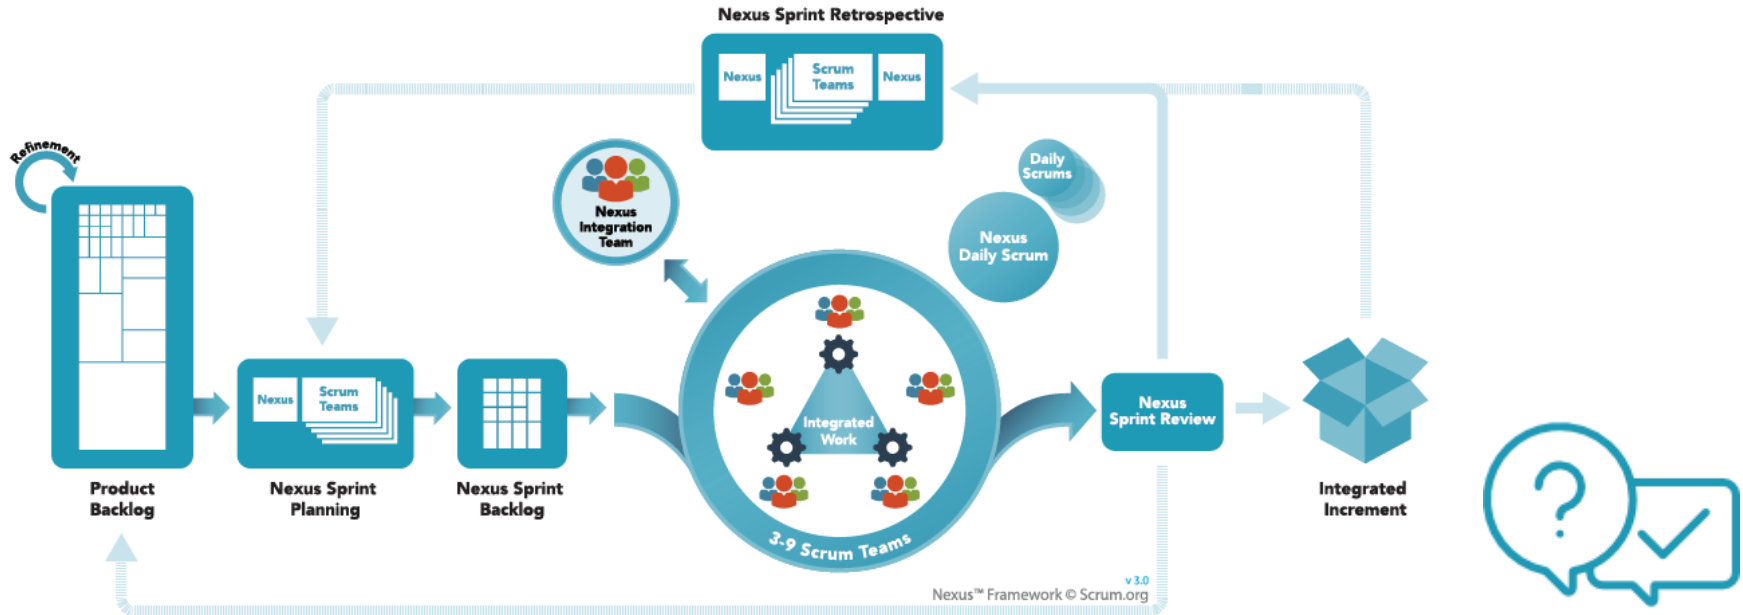 Nexus Sprint Retrospective
Nexus
Scrum
Teams
Nexus
Refinement
Daily
Scrums
Nexus
Integration
Team
Nexus
Daily Scrum
Nexus
Scrum
Teams
Integrated
Work
Nexus
Sprint Review
Product
Backlog
Nexus Sprint
Planning
Nexus Sprint
Backlog
Integrated
Increment
3-9 Scrum Teams
v 3.0
Nexus™ Framework © Scrum.org
?